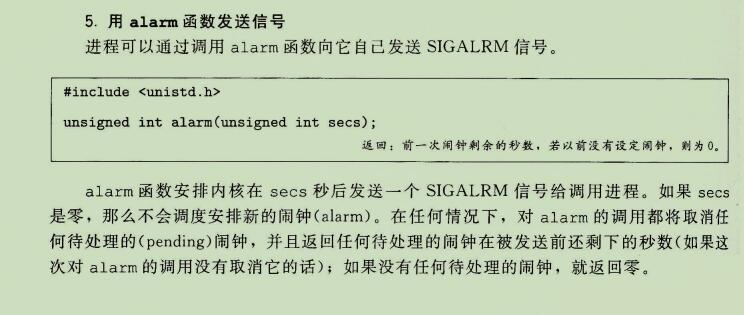 5. 用 alarm 函数发送信号
进程可以通过调用 alarm 函数向它自己发送 SIGALRM 信号。
#include <unistd.h>
unsigned int alarm(unsigned int secs);
返回：前一次闹钟剩余的秒数，若以前没有设定闹钟，则为0。
alarm 函数安排内核在 secs 秒后发送一个 SIGALRM 信号给调用进程。如果 secs
是零，那么不会调度安排新的闹钟(alarm)。在任何情况下，对 alarm 的调用都将取消任
何待处理的(pending)闹钟，并且返回任何待处理的闹钟在被发送前还剩下的秒数(如果这
次对 alarm 的调用没有取消它的话)；如果没有任何待处理的闹钟，就返回零。